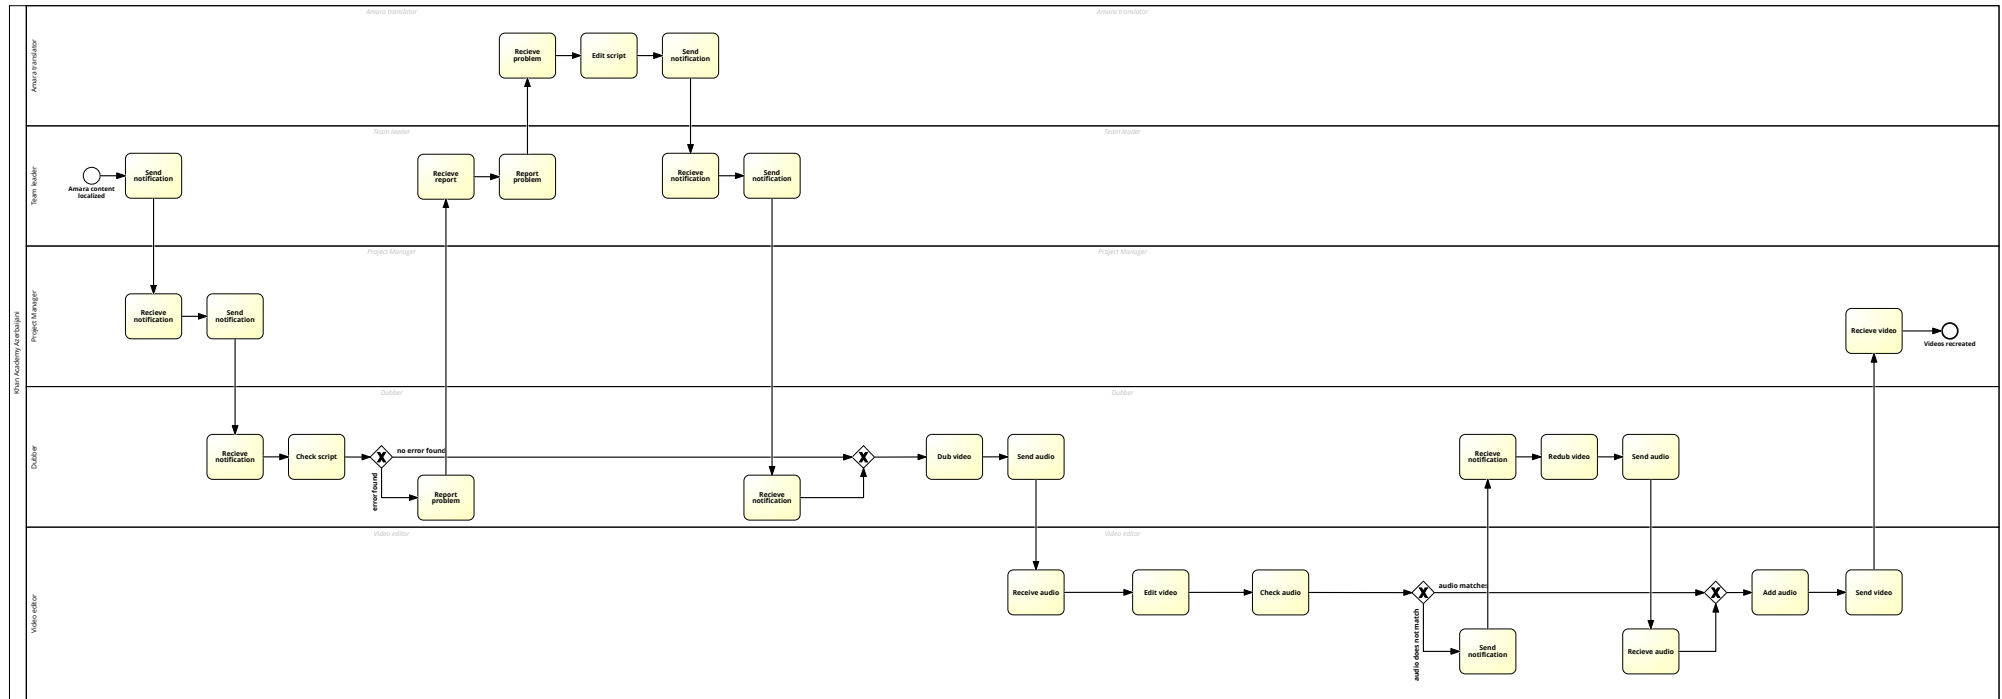 Khan Academy Azerbaijani
Amara translator
Amara translator
Amara translator
Recieve
problem
Edit script
Send
notification
Team leader
Team leader
Team leader
Amara content
localized
Send
notification
Recieve
report
Report
problem
Recieve
notification
Send
notification
Project Manager
Project Manager
Project Manager
Recieve
notification
Send
notification
Recieve video
Videos recreated
Dubber
Dubber
Dubber
Recieve
notification
Check script
no error found
error found
Report
problem
Recieve
notification
Dub video
Send audio
Recieve
notification
Redub video
Send audio
Video editor
Video editor
Video editor
Receive audio
Edit video
Check audio
audio matches
audio does not match
Send
notification
Recieve audio
Add audio
Send video